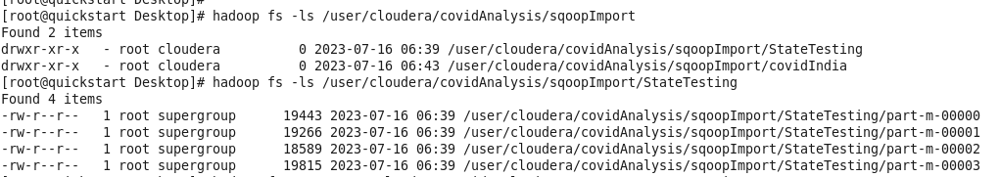 [root@quickstart Desktop]#
[root@quickstart Desktop]# hadoop fs -ls /user/cloudera/covidAnalysis/sqoopImport
Found 2 items
drwxr-xr-x   - root cloudera          0 2023-07-16 06:39 /user/cloudera/covidAnalysis/sqoopImport/StateTesting
drwxr-xr-x   - root cloudera          0 2023-07-16 06:43 /user/cloudera/covidAnalysis/sqoopImport/covidIndia
[root@quickstart Desktop]# hadoop fs -ls /user/cloudera/covidAnalysis/sqoopImport/StateTesting
Found 4 items
-rw-r--r--   1 root supergroup      19443 2023-07-16 06:39 /user/cloudera/covidAnalysis/sqoopImport/StateTesting/part-m-00000
-rw-r--r--   1 root supergroup      19266 2023-07-16 06:39 /user/cloudera/covidAnalysis/sqoopImport/StateTesting/part-m-00001
-rw-r--r--   1 root supergroup      18589 2023-07-16 06:39 /user/cloudera/covidAnalysis/sqoopImport/StateTesting/part-m-00002
-rw-r--r--   1 root supergroup      19815 2023-07-16 06:39 /user/cloudera/covidAnalysis/sqoopImport/StateTesting/part-m-00003